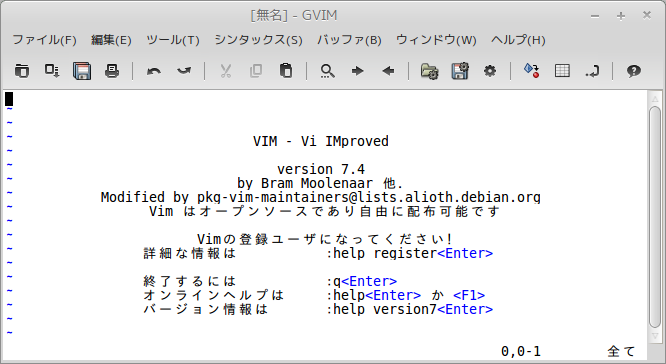 [無名] - GVIM
ファイル(F) 編集(E) ツール(T) シンタックス(S) バッファ(B) ウィンドウ(W) ヘルプ(H)
~
~
~ VIM - Vi IMproved
~
~ version 7.4
~ by Bram Moolenaar 他.
~ Modified by pkg-vim-maintainers@lists.alioth.debian.org
~ Vim はオープンソースであり自由に配布可能です
~
~ Vimの登録ユーザになってください!
~ 詳細な情報は :help register<Enter>
~
~ 終了するには :q<Enter>
~ オンラインヘルプは :help<Enter> か <F1>
~ バージョン情報は :help version7<Enter>
~
~
0,0-1 全て